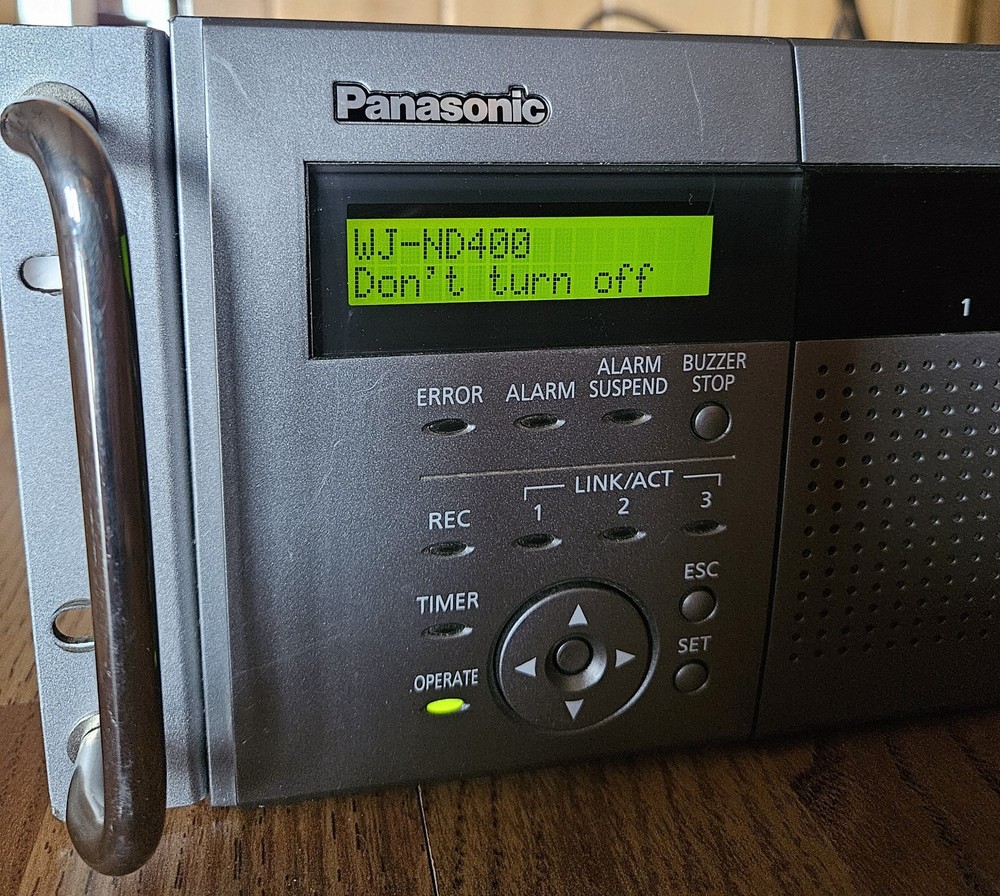 Panasonic
WJ-ND400
Don't turn off
1
ERROR
ALARM
ALARM
SUSPEND
BUZZER
STOP
LINK/ACT
REC
1
2
3
TIMER
ESC
SET
OPERATE